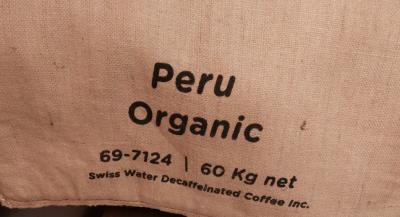 Peru
Organic
69-7124 | 60 Kg net
Swiss Water Decaffeinated Coffee Inc.